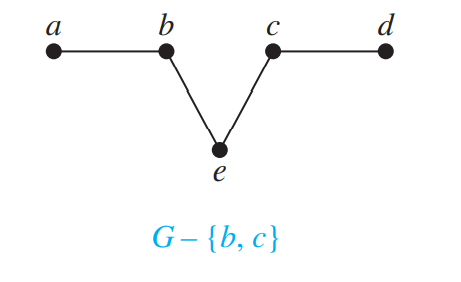 a b c d
e
G – {b, c}